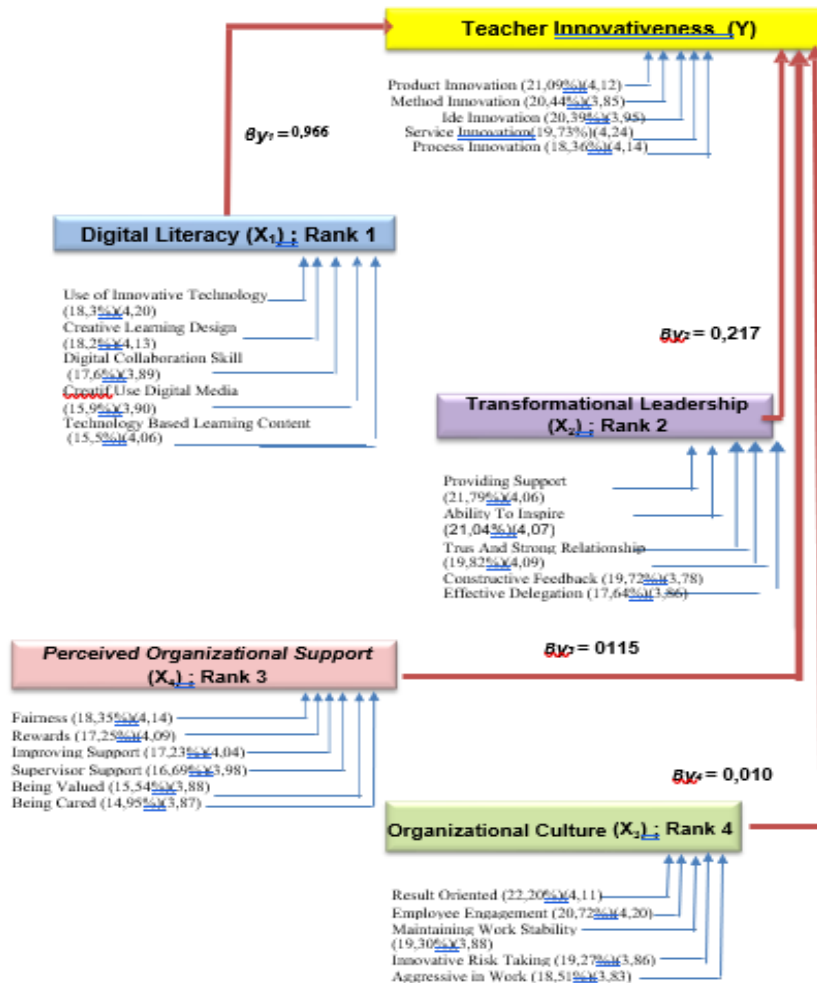 Teacher Innovativeness (Y)
Product Innovation (21,09%)(4,12)
Method Innovation (20,44%)(3,85)
Ide Innovation (20,39%)(3,95)
Service Innovation(19,73%)(4,24)
Process Innovation (18,36%)(4,14)
By₁ = 0,966
Digital Literacy (X₁) ; Rank 1
Use of Innovative Technology
(18,3%)(4,20)
Creative Learning Design
(18,2%)(4,13)
Digital Collaboration Skill
(17,6%)(3,89)
Creatif Use Digital Media
(15,9%)(3,90)
Technology Based Learning Content
(15,5%)(4,06)
By₂ = 0,217
Transformational Leadership
(X₂) ; Rank 2
Providing Support
(21,79%)(4,06)
Ability To Inspire
(21,04%)(4,07)
Trus And Strong Relationship
(19,82%)(4,09)
Constructive Feedback (19,72%)(3,78)
Effective Delegation (17,64%)(3,86)
By₃ = 0115
Perceived Organizational Support
(X₄) ; Rank 3
Fairness (18,35%)(4,14)
Rewards (17,25%)(4,09)
Improving Support (17,23%)(4,04)
Supervisor Support (16,69%)(3,98)
Being Valued (15,54%)(3,88)
Being Cared (14,95%)(3,87)
By₄ = 0,010
Organizational Culture (X₃) ; Rank 4
Result Oriented (22,20%)(4,11)
Employee Engagement (20,72%)(4,20)
Maintaining Work Stability
(19,30%)(3,88)
Innovative Risk Taking (19,27%)(3,86)
Aggressive in Work (18,51%)(3,83)